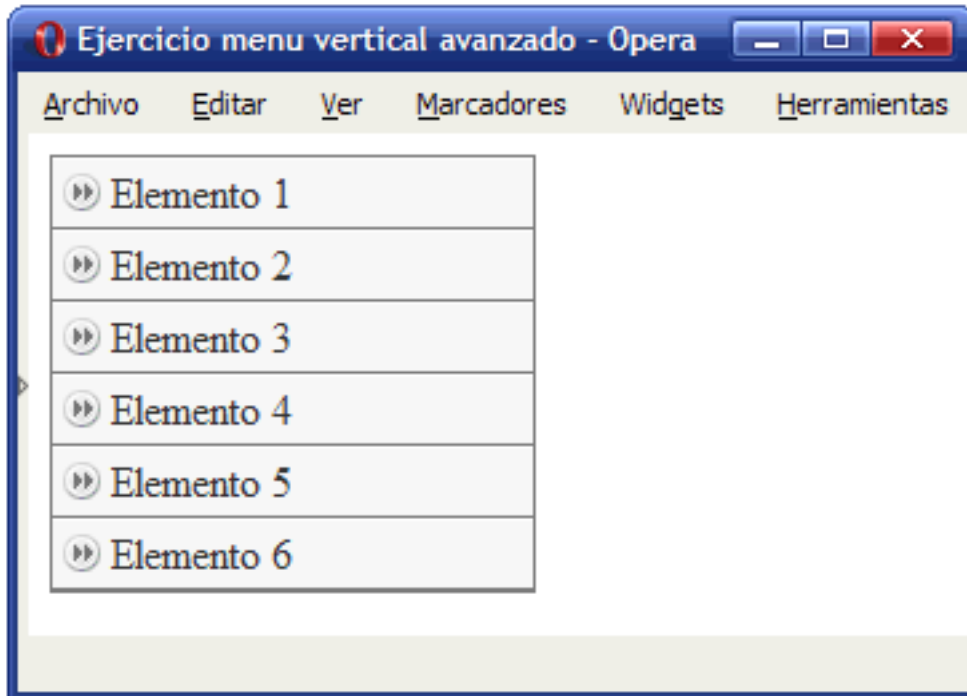 Ejercicio menu vertical avanzado - Opera
Archivo Editar Ver Marcadores Widgets Herramientas
Elemento 1
Elemento 2
Elemento 3
Elemento 4
Elemento 5
Elemento 6